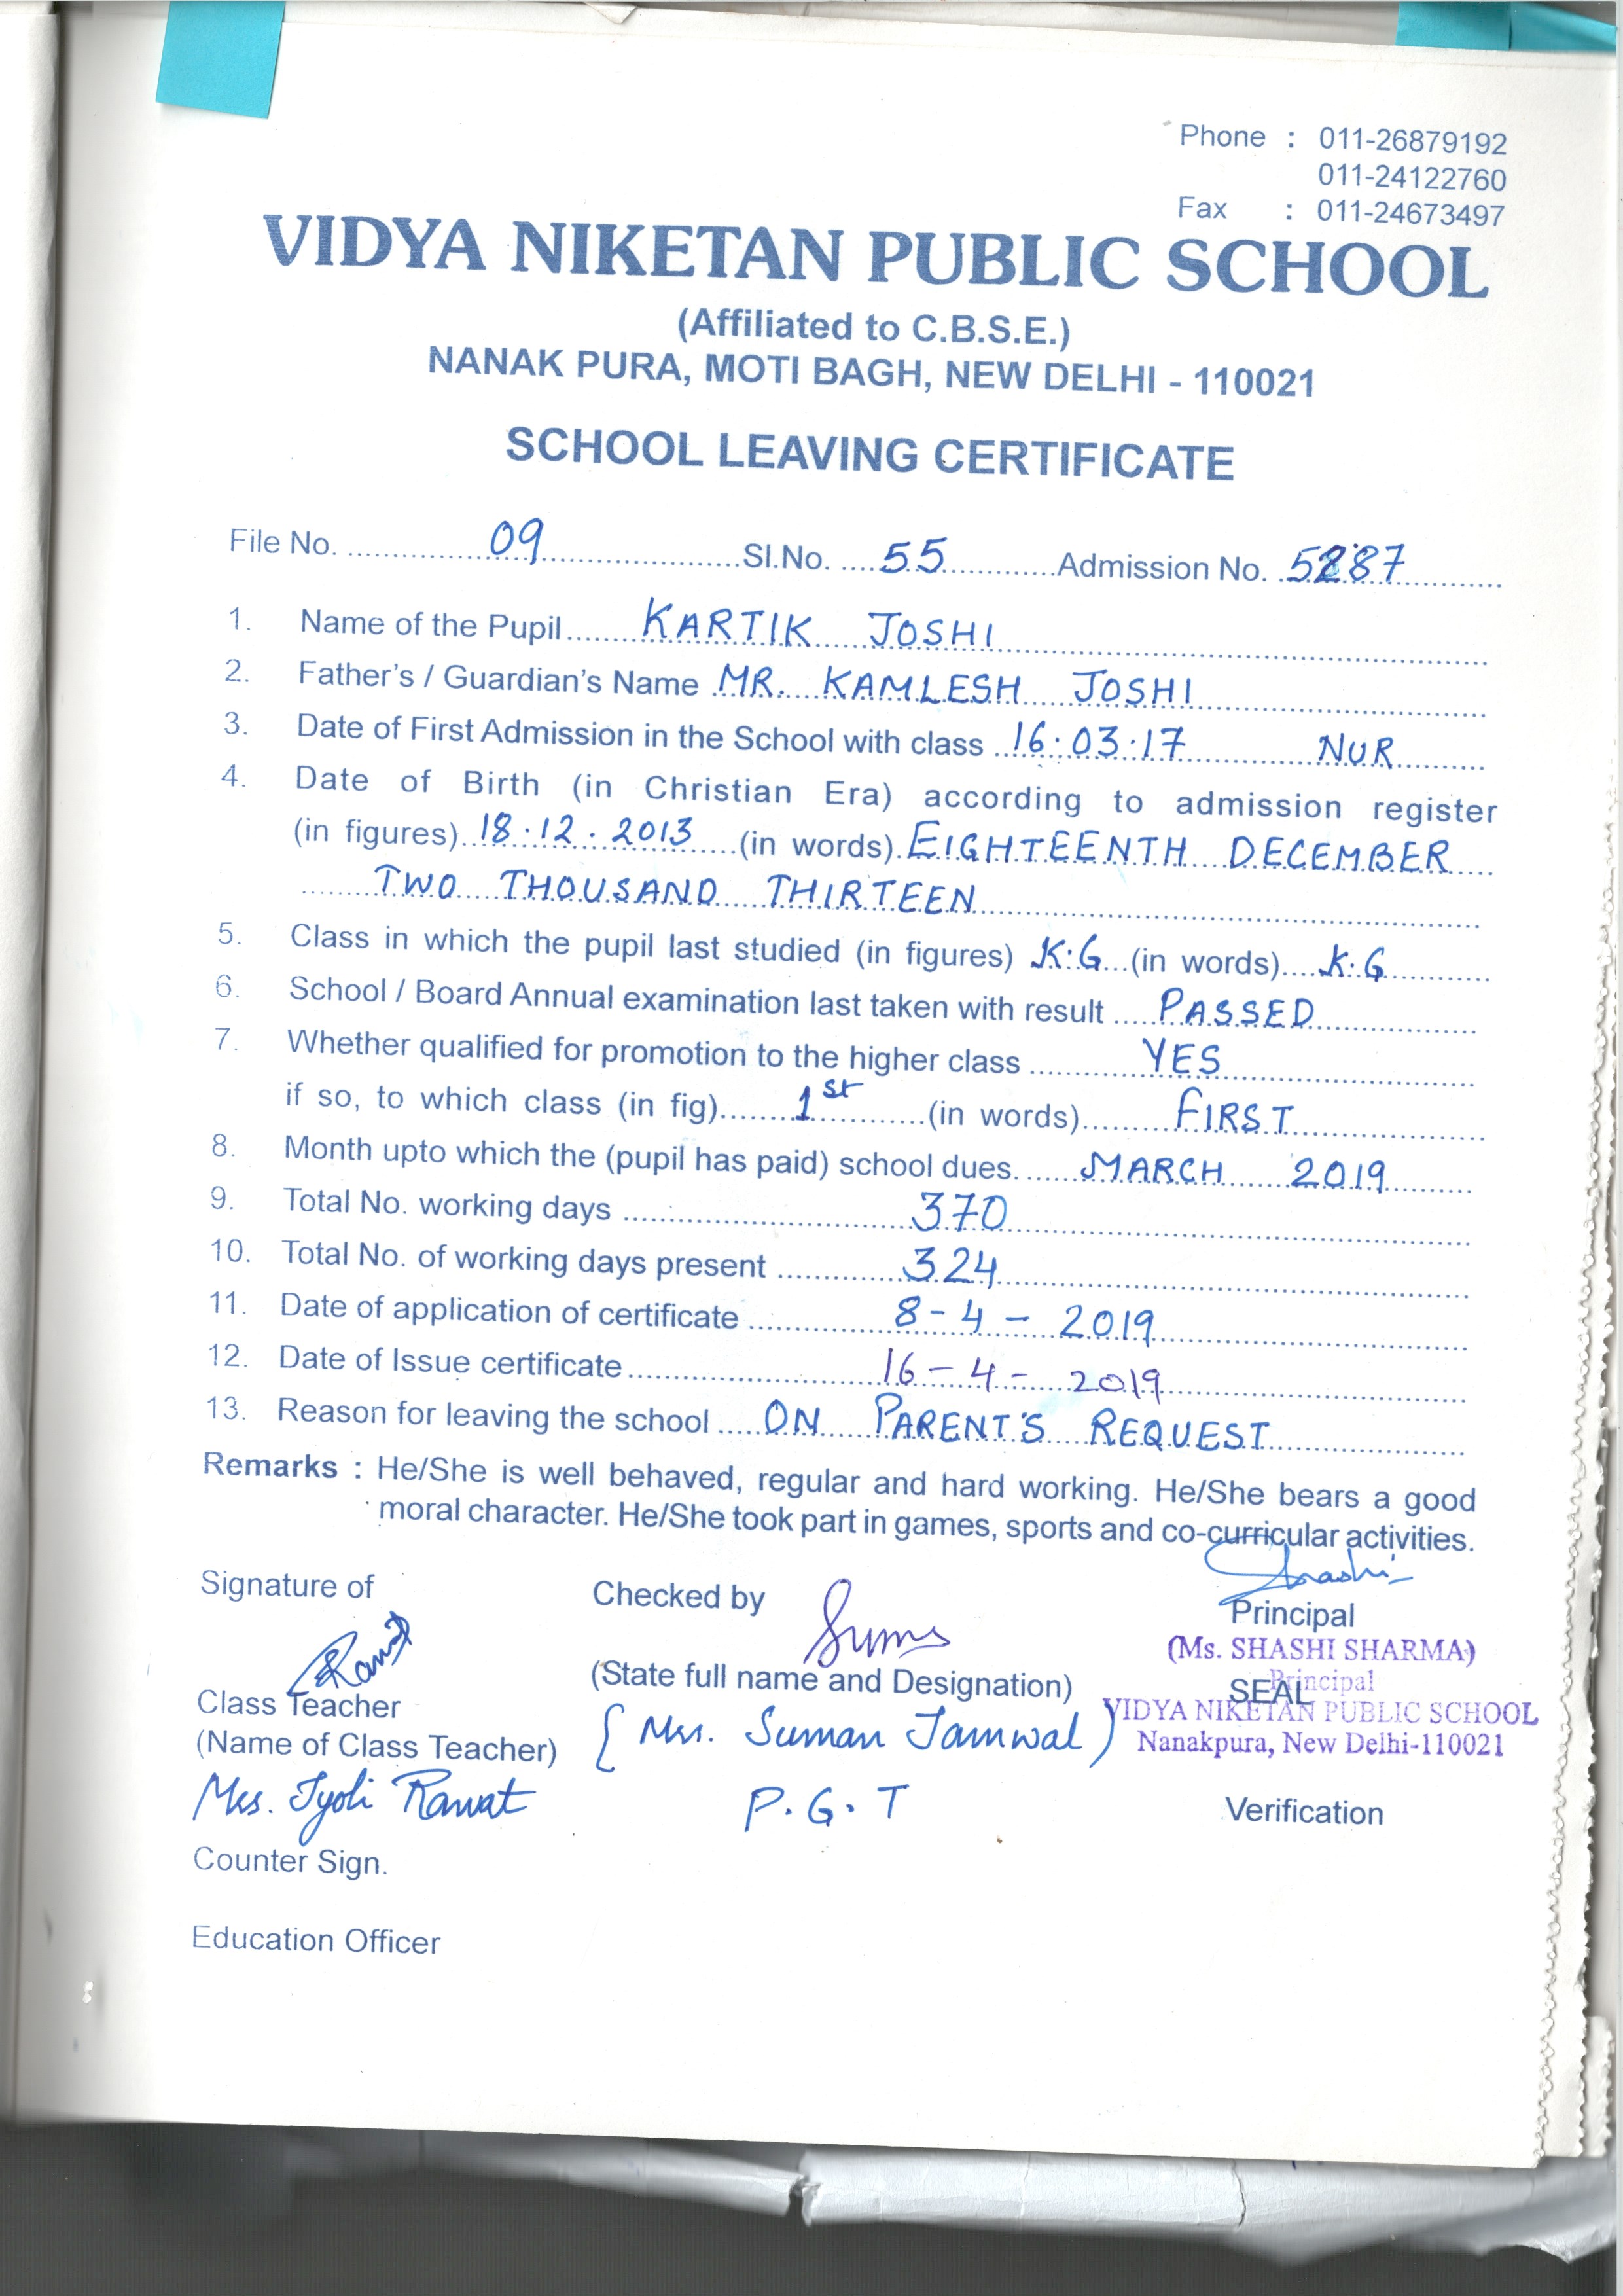 Phone : 011-26879192
011-24122760
Fax : 011-24673497
VIDYA NIKETAN PUBLIC SCHOOL
(Affiliated to C.B.S.E.)
NANAK PURA, MOTI BAGH, NEW DELHI - 110021
SCHOOL LEAVING CERTIFICATE
File No. 09 Sl.No. 55 Admission No. 5287
1. Name of the Pupil KARTIK JOSHI
2. Father's / Guardian's Name MR. KAMLESH JOSHI
3. Date of First Admission in the School with class 16.03.17 NUR
4. Date of Birth (in Christian Era) according to admission register
(in figures) 18.12.2013 (in words) EIGHTEENTH DECEMBER
TWO THOUSAND THIRTEEN
5. Class in which the pupil last studied (in figures) K.G (in words) K.G
6. School / Board Annual examination last taken with result PASSED
7. Whether qualified for promotion to the higher class YES
if so, to which class (in fig) 1st (in words) FIRST
8. Month upto which the (pupil has paid) school dues. MARCH 2019
9. Total No. working days 370
10. Total No. of working days present 324
11. Date of application of certificate 8-4-2019
12. Date of Issue certificate 16-4-2019
13. Reason for leaving the school ON PARENT'S REQUEST
Remarks : He/She is well behaved, regular and hard working. He/She bears a good
moral character. He/She took part in games, sports and co-curricular activities.
Signature of Checked by Suma Shashi
Rawat Principal
(Ms. SHASHI SHARMA)
(State full name and Designation) Principal
SEAL
Class Teacher VIDYA NIKETAN PUBLIC SCHOOL
(Name of Class Teacher) (Mrs. Suman Jamwal) Nanakpura, New Delhi-110021
Mrs. Jyoti Rawat P.G.T Verification
Counter Sign.
Education Officer